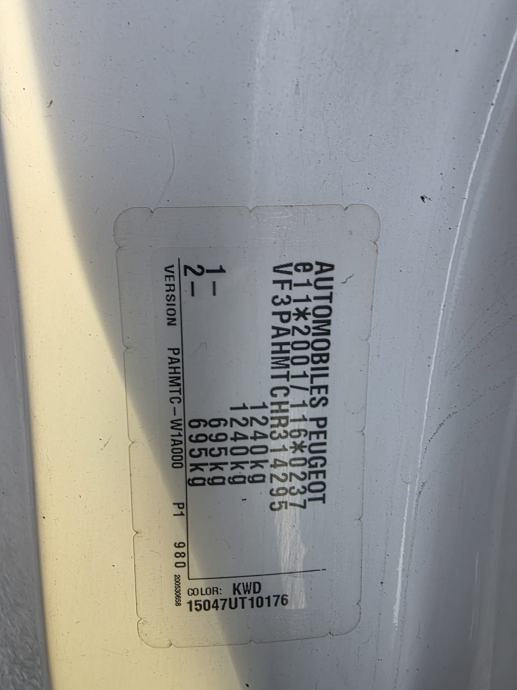 AUTOMOBILES PEUGEOT
e11*2001/116*0237
VF3PAHMTCHR314295
1240kg
1240kg
1- 695kg
2- 695kg
VERSION PAHMTC-W1A000 P1 980
200530658
COLOR: KWD
15047UT10176